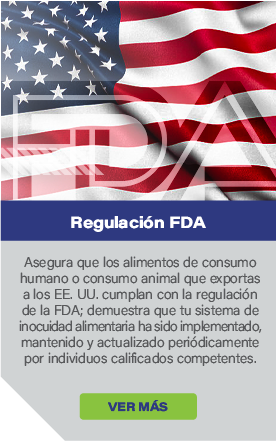 FDA
Regulación FDA
Asegura que los alimentos de consumo
humano o consumo animal que exportas
a los EE. UU. cumplan con la regulación
de la FDA; demuestra que tu sistema de
inocuidad alimentaria ha sido implementado,
mantenido y actualizado periódicamente
por individuos calificados competentes.
VER MÁS